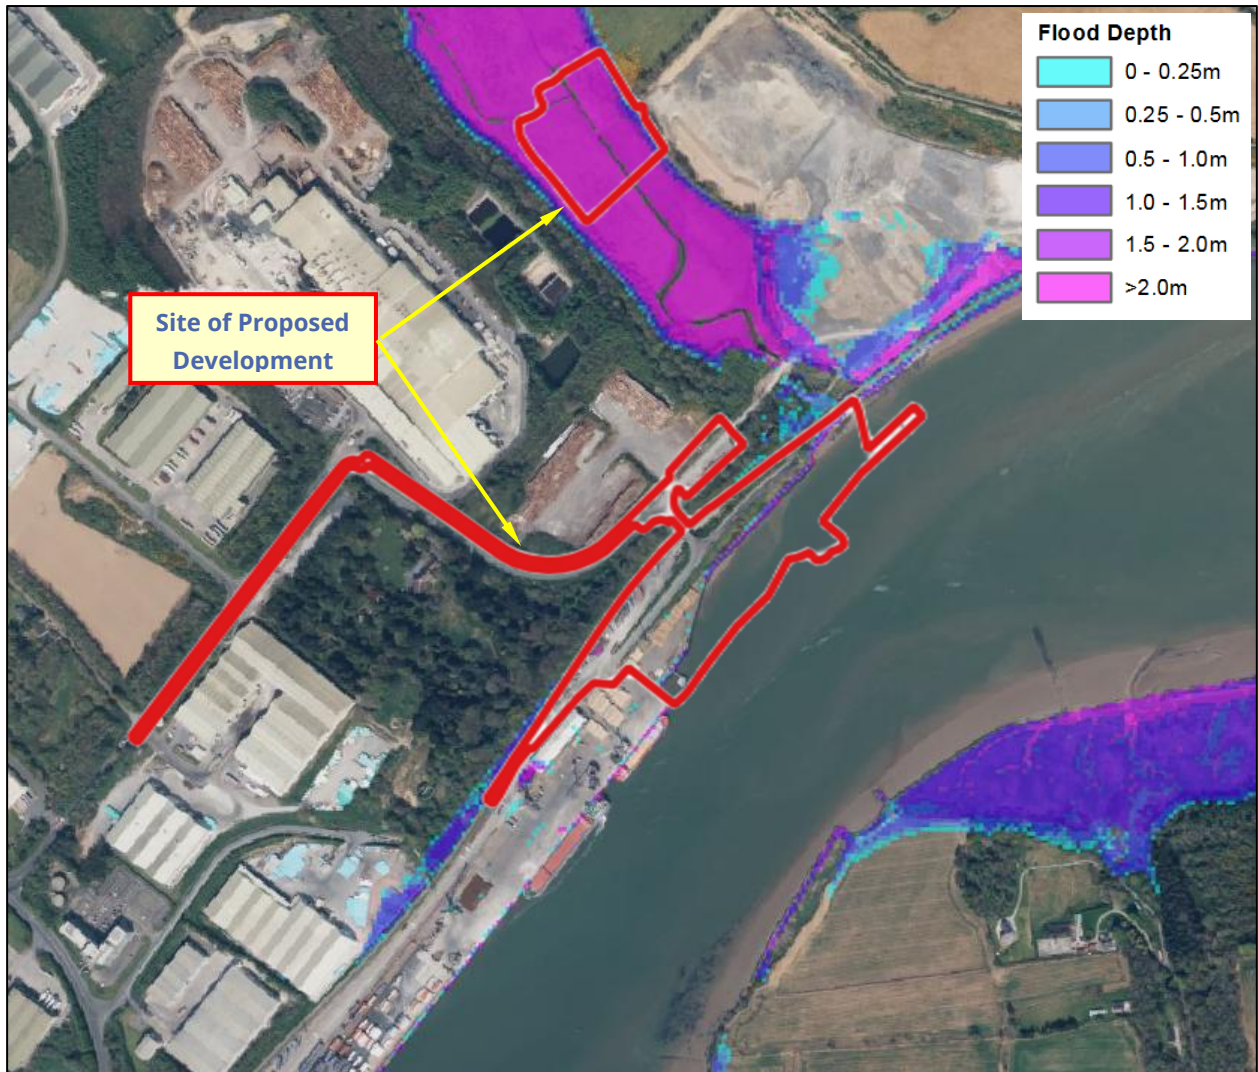 Flood Depth
0 - 0.25m
0.25 - 0.5m
0.5 - 1.0m
1.0 - 1.5m
1.5 - 2.0m
>2.0m
Site of Proposed
Development